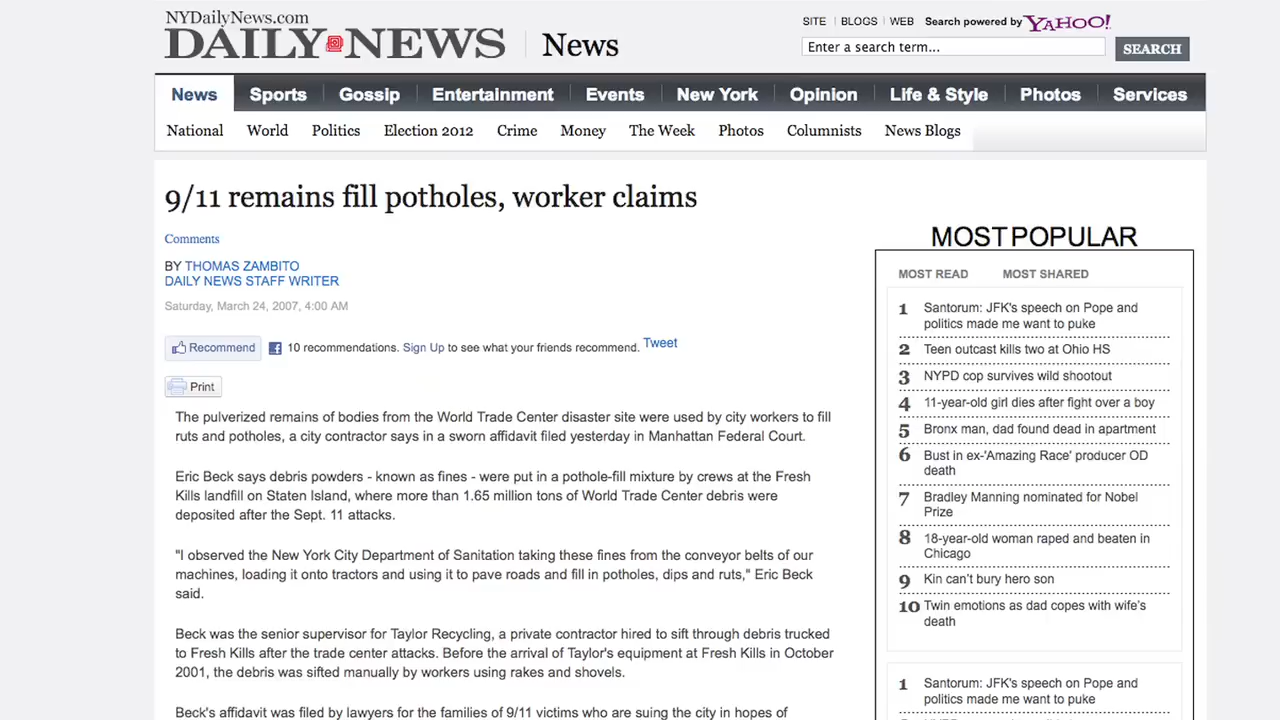 NYDailyNews.com
DAILY NEWS
News
SITE BLOGS WEB Search powered by YAHOO!
Enter a search term...
SEARCH
News Sports Gossip Entertainment Events New York Opinion Life & Style Photos Services
National World Politics Election 2012 Crime Money The Week Photos Columnists News Blogs
9/11 remains fill potholes, worker claims
Comments
BY THOMAS ZAMBITO
DAILY NEWS STAFF WRITER
Saturday, March 24, 2007, 4:00 AM
Recommend 10 recommendations. Sign Up to see what your friends recommend. Tweet
Print
The pulverized remains of bodies from the World Trade Center disaster site were used by city workers to fill
ruts and potholes, a city contractor says in a sworn affidavit filed yesterday in Manhattan Federal Court.
Eric Beck says debris powders - known as fines - were put in a pothole-fill mixture by crews at the Fresh
Kills landfill on Staten Island, where more than 1.65 million tons of World Trade Center debris were
deposited after the Sept. 11 attacks.
"I observed the New York City Department of Sanitation taking these fines from the conveyor belts of our
machines, loading it onto tractors and using it to pave roads and fill in potholes, dips and ruts," Eric Beck
said.
Beck was the senior supervisor for Taylor Recycling, a private contractor hired to sift through debris trucked
to Fresh Kills after the trade center attacks. Before the arrival of Taylor's equipment at Fresh Kills in October
2001, the debris was sifted manually by workers using rakes and shovels.
Beck's affidavit was filed by lawyers for the families of 9/11 victims who are suing the city in hopes of
MOST POPULAR
MOST READ MOST SHARED
1 Santorum: JFK's speech on Pope and
politics made me want to puke
2 Teen outcast kills two at Ohio HS
3 NYPD cop survives wild shootout
4 11-year-old girl dies after fight over a boy
5 Bronx man, dad found dead in apartment
6 Bust in ex-'Amazing Race' producer OD
death
7 Bradley Manning nominated for Nobel
Prize
8 18-year-old woman raped and beaten in
Chicago
9 Kin can't bury hero son
10 Twin emotions as dad copes with wife's
death
1 Santorum: JFK's speech on Pope and
politics made me want to puke